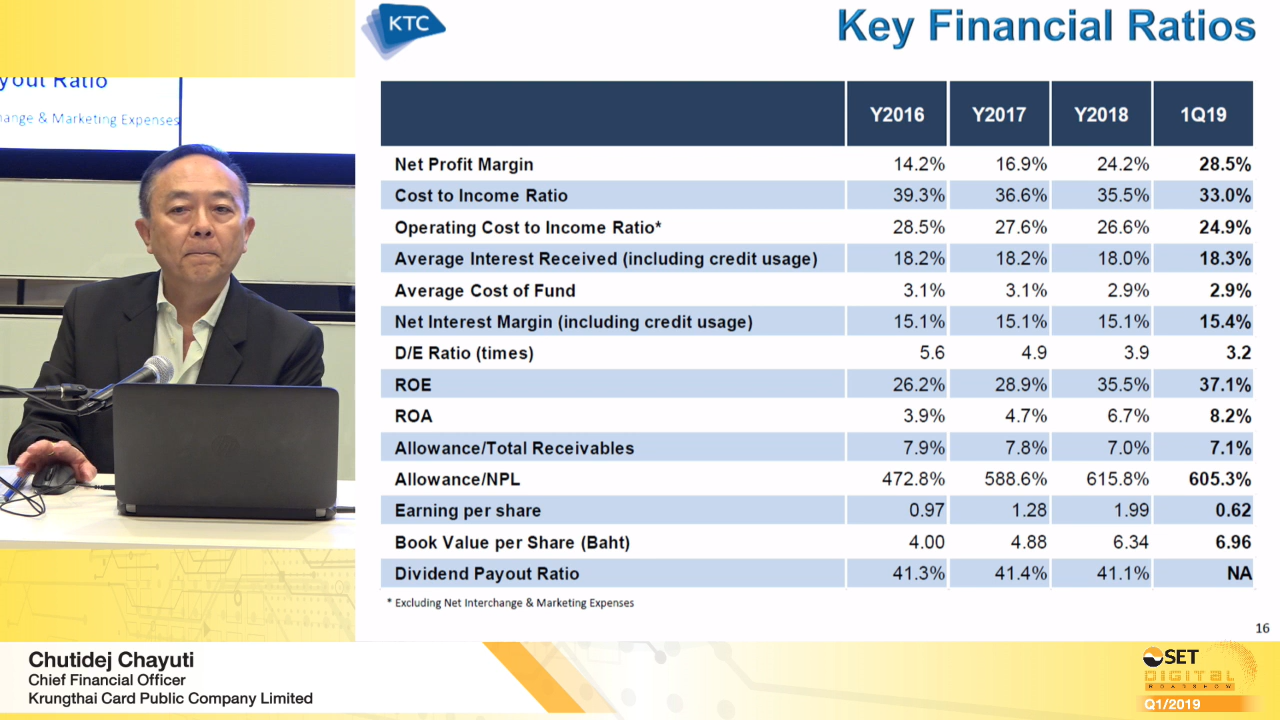 yout Ratio
ange & Marketing Expenses
KTC
Key Financial Ratios
Y2016 Y2017 Y2018 1Q19
Net Profit Margin 14.2% 16.9% 24.2% 28.5%
Cost to Income Ratio 39.3% 36.6% 35.5% 33.0%
Operating Cost to Income Ratio* 28.5% 27.6% 26.6% 24.9%
Average Interest Received (including credit usage) 18.2% 18.2% 18.0% 18.3%
Average Cost of Fund 3.1% 3.1% 2.9% 2.9%
Net Interest Margin (including credit usage) 15.1% 15.1% 15.1% 15.4%
D/E Ratio (times) 5.6 4.9 3.9 3.2
ROE 26.2% 28.9% 35.5% 37.1%
ROA 3.9% 4.7% 6.7% 8.2%
Allowance/Total Receivables 7.9% 7.8% 7.0% 7.1%
Allowance/NPL 472.8% 588.6% 615.8% 605.3%
Earning per share 0.97 1.28 1.99 0.62
Book Value per Share (Baht) 4.00 4.88 6.34 6.96
Dividend Payout Ratio 41.3% 41.4% 41.1% NA
* Excluding Net Interchange & Marketing Expenses
16
Chutidej Chayuti
Chief Financial Officer
Krungthai Card Public Company Limited
SET
DIGITAL
ROADSHOW
Q1/2019